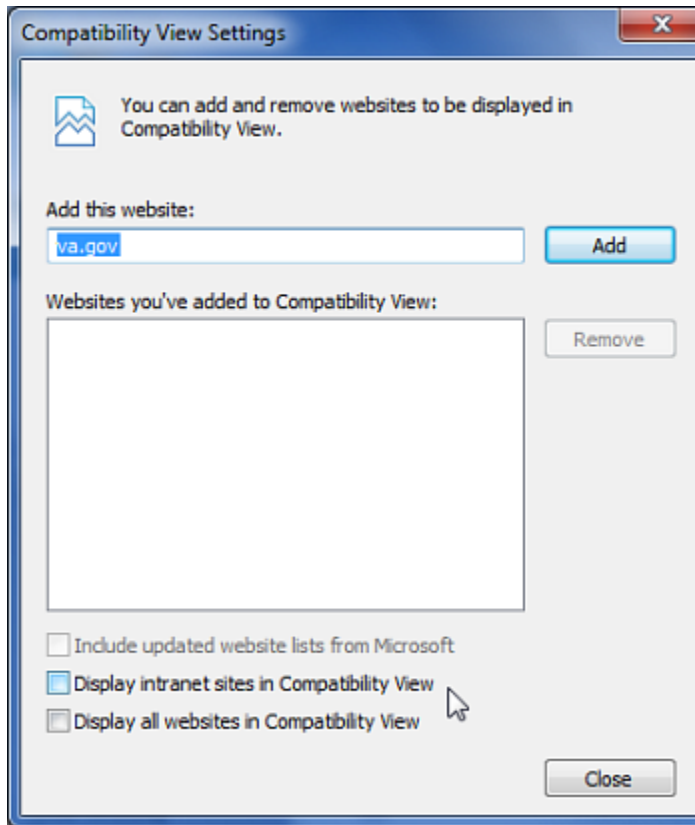 Compatibility View Settings
You can add and remove websites to be displayed in
Compatibility View.
Add this website:
va.gov
Add
Websites you've added to Compatibility View:
Remove
Include updated website lists from Microsoft
Display intranet sites in Compatibility View
Display all websites in Compatibility View
Close